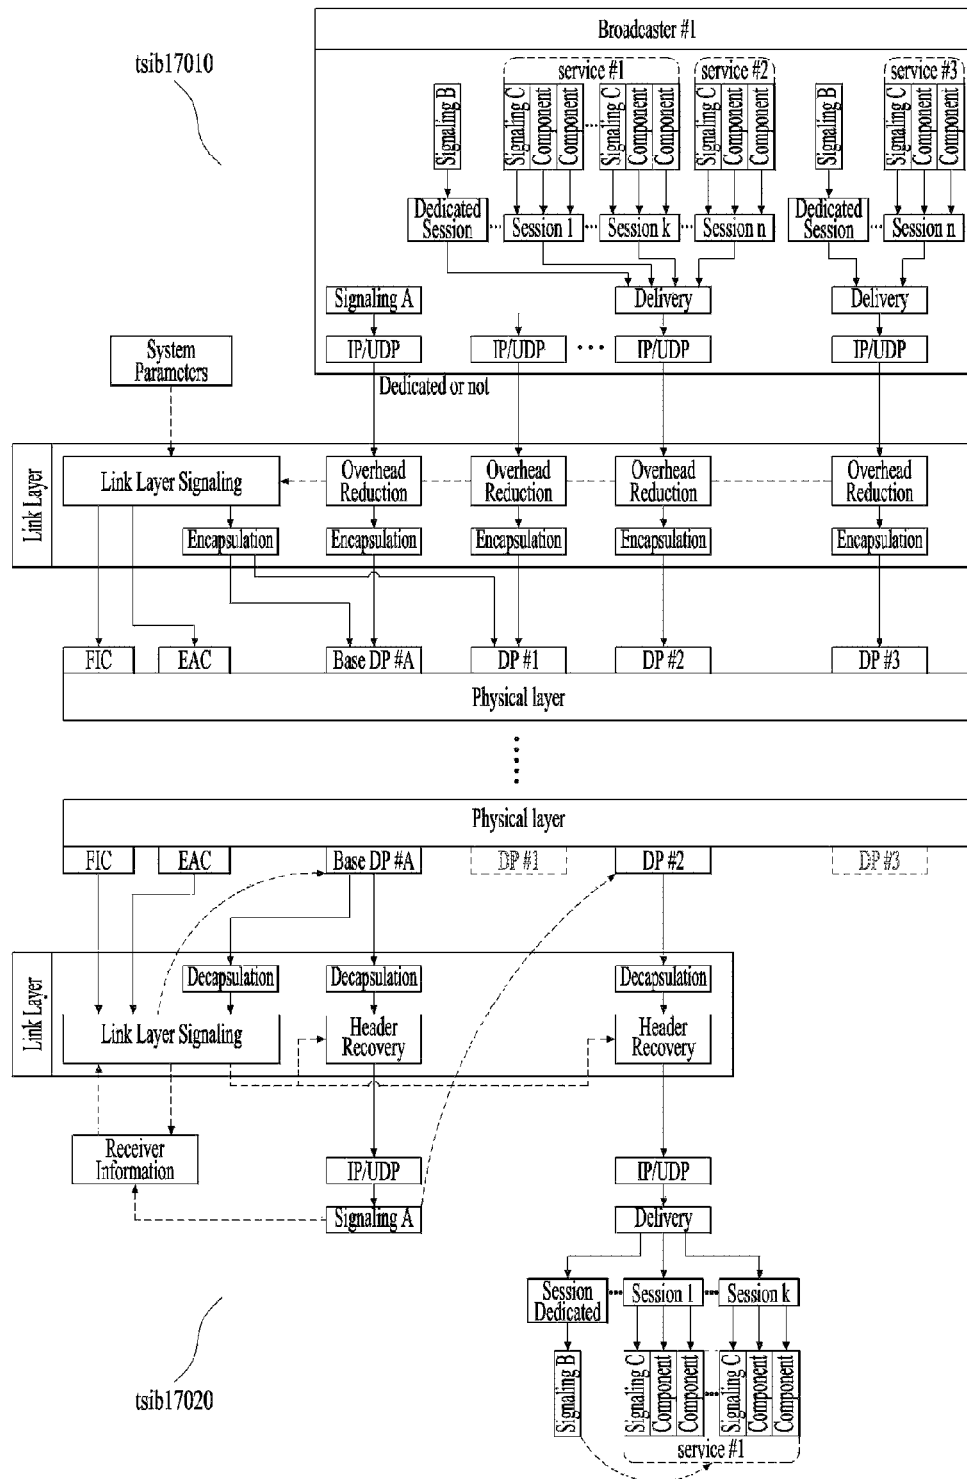 Broadcaster #1
tsib17010
service #1
service #2
service #3
Signaling B
Signaling C
Component
Component
Signaling C
Component
Component
Signaling C
Component
Component
Signaling B
Signaling C
Component
Component
Dedicated
Session
Session 1
Session k
Session n
Dedicated
Session
Session n
Signaling A
Delivery
Delivery
System
Parameters
IP/UDP
IP/UDP
IP/UDP
IP/UDP
Dedicated or not
Link Layer
Link Layer Signaling
Overhead
Reduction
Overhead
Reduction
Overhead
Reduction
Overhead
Reduction
Encapsulation
Encapsulation
Encapsulation
Encapsulation
Encapsulation
FIC
EAC
Base DP #A
DP #1
DP #2
DP #3
Physical layer
Physical layer
FIC
EAC
Base DP #A
DP #1
DP #2
DP #3
Link Layer
Decapsulation
Decapsulation
Decapsulation
Link Layer Signaling
Header
Recovery
Header
Recovery
Receiver
Information
IP/UDP
IP/UDP
Signaling A
Delivery
Session
Dedicated
Session 1
Session k
Signaling B
Signaling C
Component
Component
Signaling C
Component
Component
service #1
tsib17020